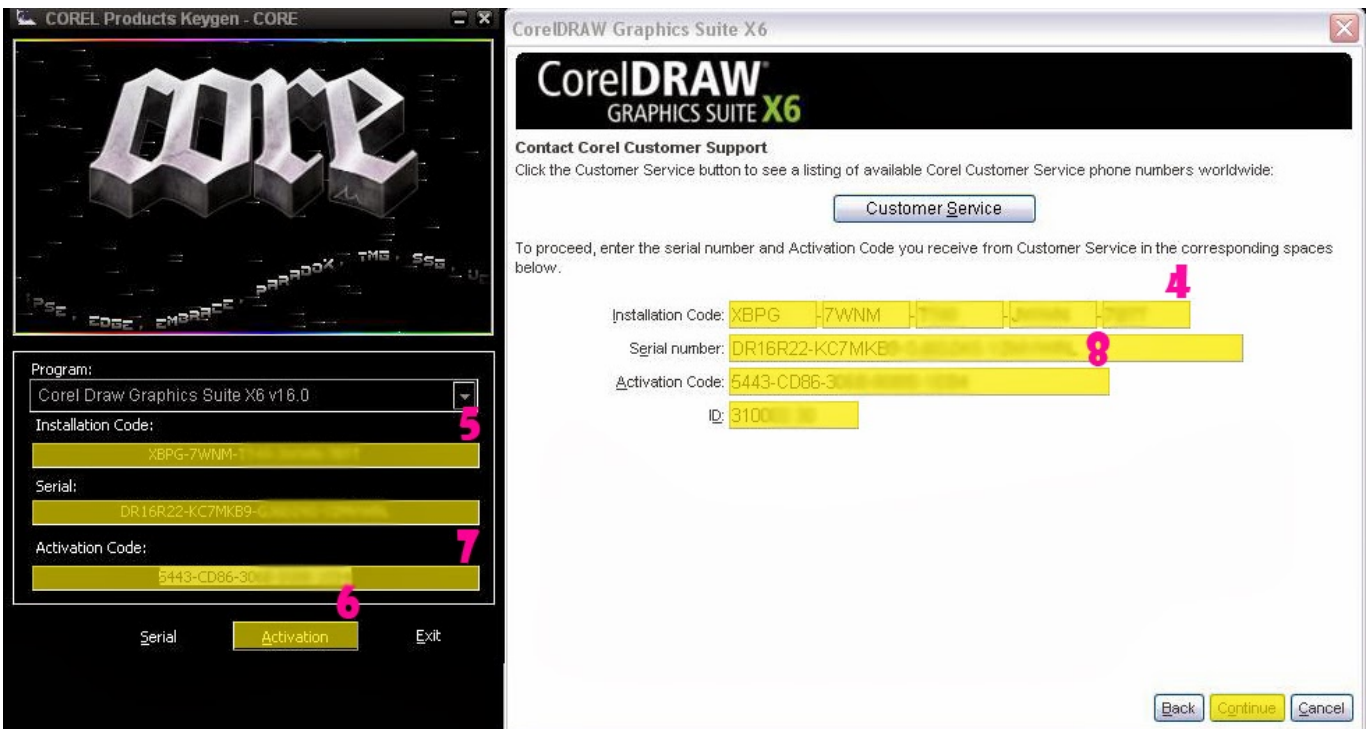 COREL Products Keygen - CORE
core
PSE, EDGE, EMBRACE, PARADOX, TMG, SSG,
Program:
Corel Draw Graphics Suite X6 v16.0
5
Installation Code:
XBPG-7WNM-
Serial:
DR16R22-KC7MKB9-
7
Activation Code:
5443-CD86-30
6
Serial Activation Exit
CorelDRAW Graphics Suite X6
CorelDRAW
GRAPHICS SUITE X6
Contact Corel Customer Support
Click the Customer Service button to see a listing of available Corel Customer Service phone numbers worldwide:
Customer Service
To proceed, enter the serial number and Activation Code you receive from Customer Service in the corresponding spaces
below.
4
Installation Code: XBPG -7WNM - - -
Serial number: DR16R22-KC7MKB9- 8
Activation Code: 5443-CD86-3
ID: 310
Back Continue Cancel